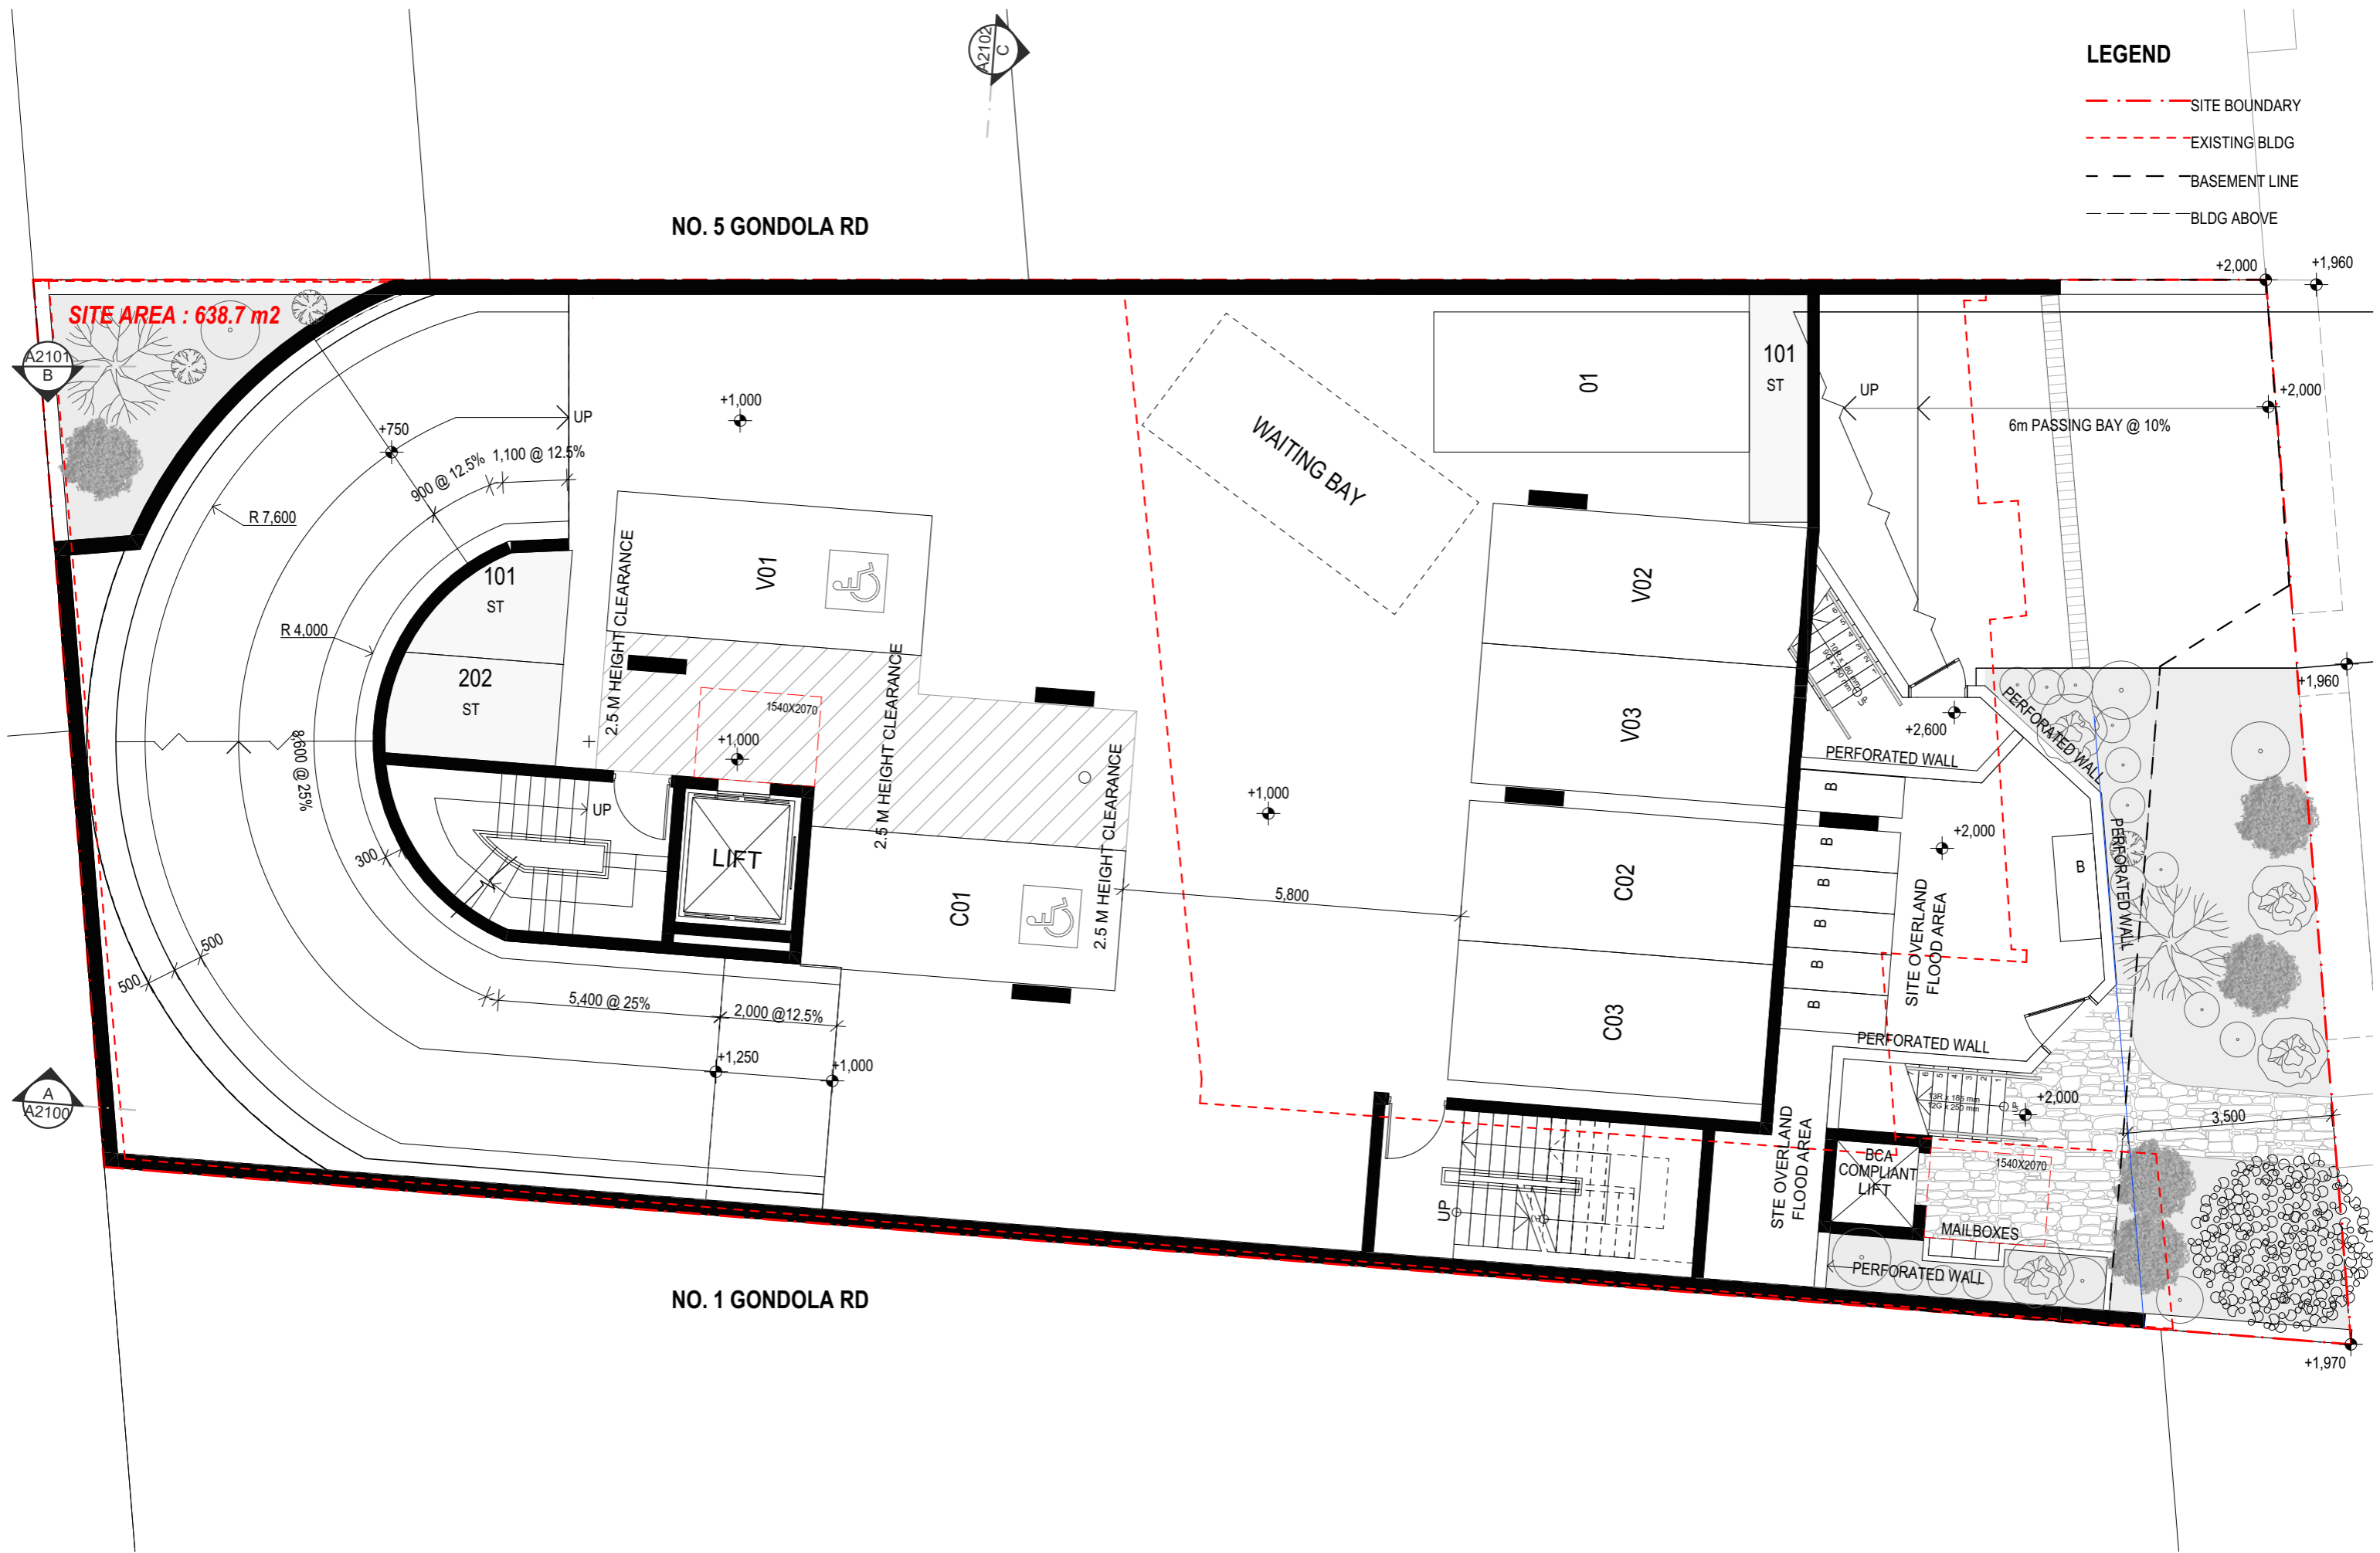 A2102
C
LEGEND
SITE BOUNDARY
EXISTING BLDG
BASEMENT LINE
BLDG ABOVE
NO. 5 GONDOLA RD
+2,000
+1,960
SITE AREA : 638.7 m2
A2101
B
101
ST
01
UP
+2,000
6m PASSING BAY @ 10%
+1,000
+750
UP
900 @ 12.5%
1,100 @ 12.5%
WAITING BAY
R 7,600
R 4,000
101
ST
202
ST
2.5 M HEIGHT CLEARANCE
V01
V02
V03
2.5 M HEIGHT CLEARANCE
1540X2070
+1,000
8,600 @ 25%
UP
LIFT
300
C01
2.5 M HEIGHT CLEARANCE
+1,000
5,800
C02
C03
+2,600
+1,960
PERFORATED WALL
PERFORATED WALL
PERFORATED WALL
B
B
B
B
B
B
B
+2,000
SITE OVERLAND
FLOOD AREA
500
500
5,400 @ 25%
2,000 @12.5%
+1,250
+1,000
A
A2100
PERFORATED WALL
13R x 185 mm
12G x 250 mm
+2,000
3,500
STE OVERLAND
FLOOD AREA
BCA
COMPLIANT
LIFT
1540X2070
UP
MAILBOXES
PERFORATED WALL
NO. 1 GONDOLA RD
+1,970